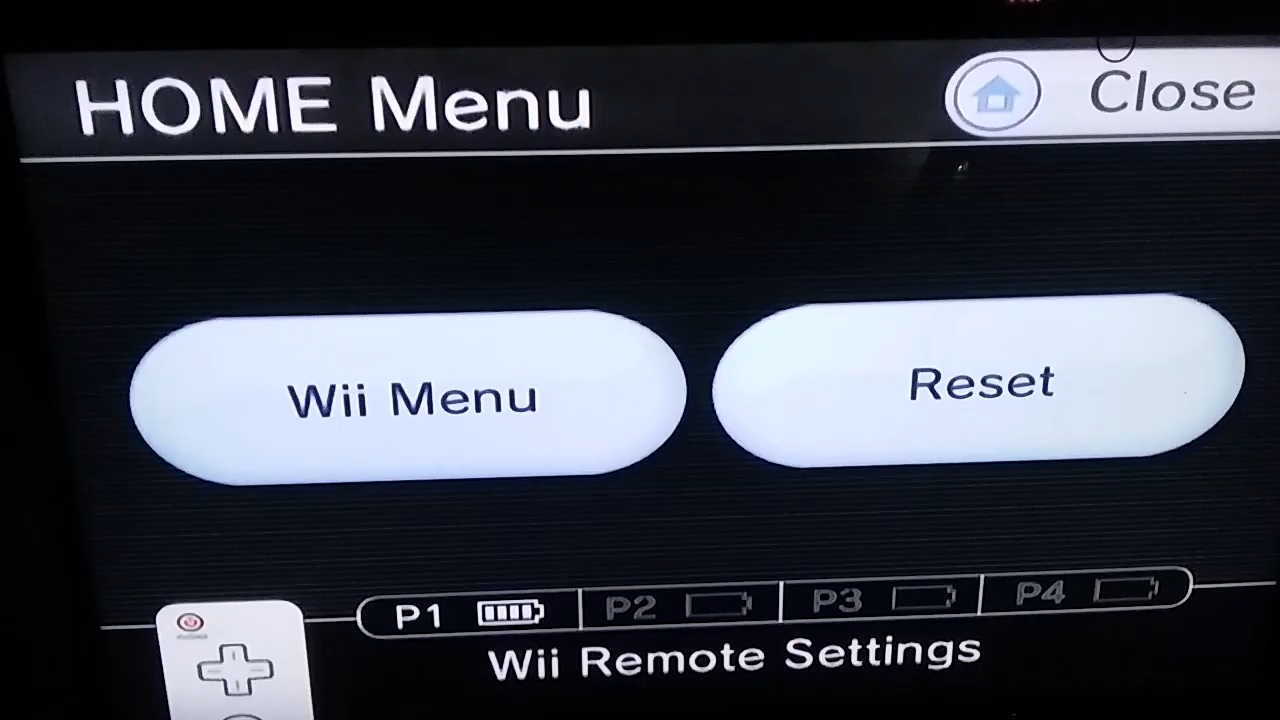 HOME Menu
Close
Wii Menu
Reset
P1 P2 P3 P4
Wii Remote Settings